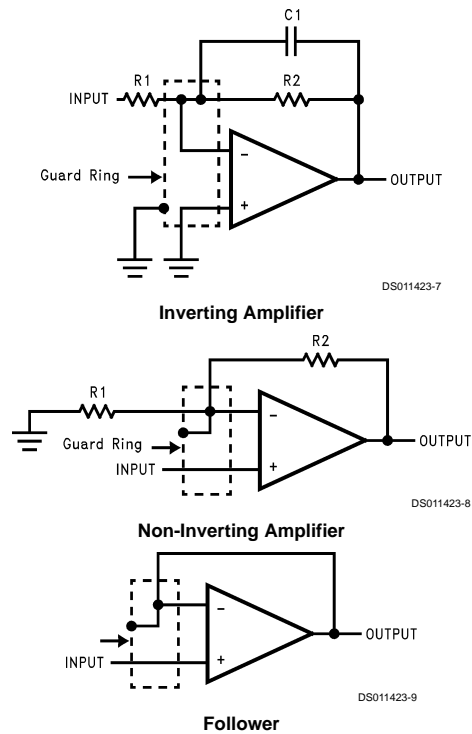 C1
R1
R2
INPUT
−
Guard Ring
+
OUTPUT
DS011423-7
Inverting Amplifier
R2
R1
−
OUTPUT
Guard Ring
INPUT
+
DS011423-8
Non-Inverting Amplifier
−
OUTPUT
INPUT
+
DS011423-9
Follower